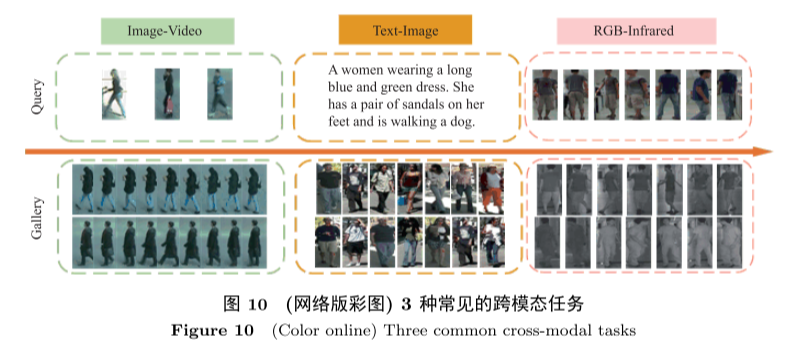 Image-Video
Text-Image
RGB-Infrared
Query
A women wearing a long
blue and green dress. She
has a pair of sandals on her
feet and is walking a dog.
Gallery
图 10 (网络版彩图) 3 种常见的跨模态任务
Figure 10 (Color online) Three common cross-modal tasks